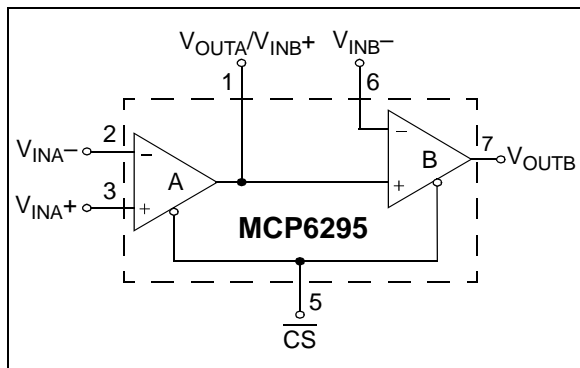 VOUTA/VINB+ VINB–
1 6
2 7
VINA– – – VOUTB
A B
3
VINA+ + +
MCP6295
5
CS